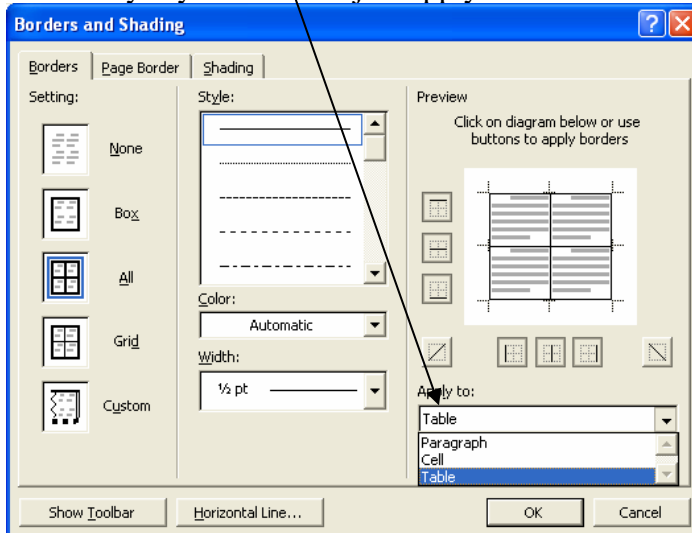 Borders and Shading
Borders Page Border Shading
Setting:
None
Box
All
Grid
Custom
Style:
Color:
Automatic
Width:
½ pt
Preview
Click on diagram below or use
buttons to apply borders
Apply to:
Table
Paragraph
Cell
Table
Show Toolbar Horizontal Line... OK Cancel